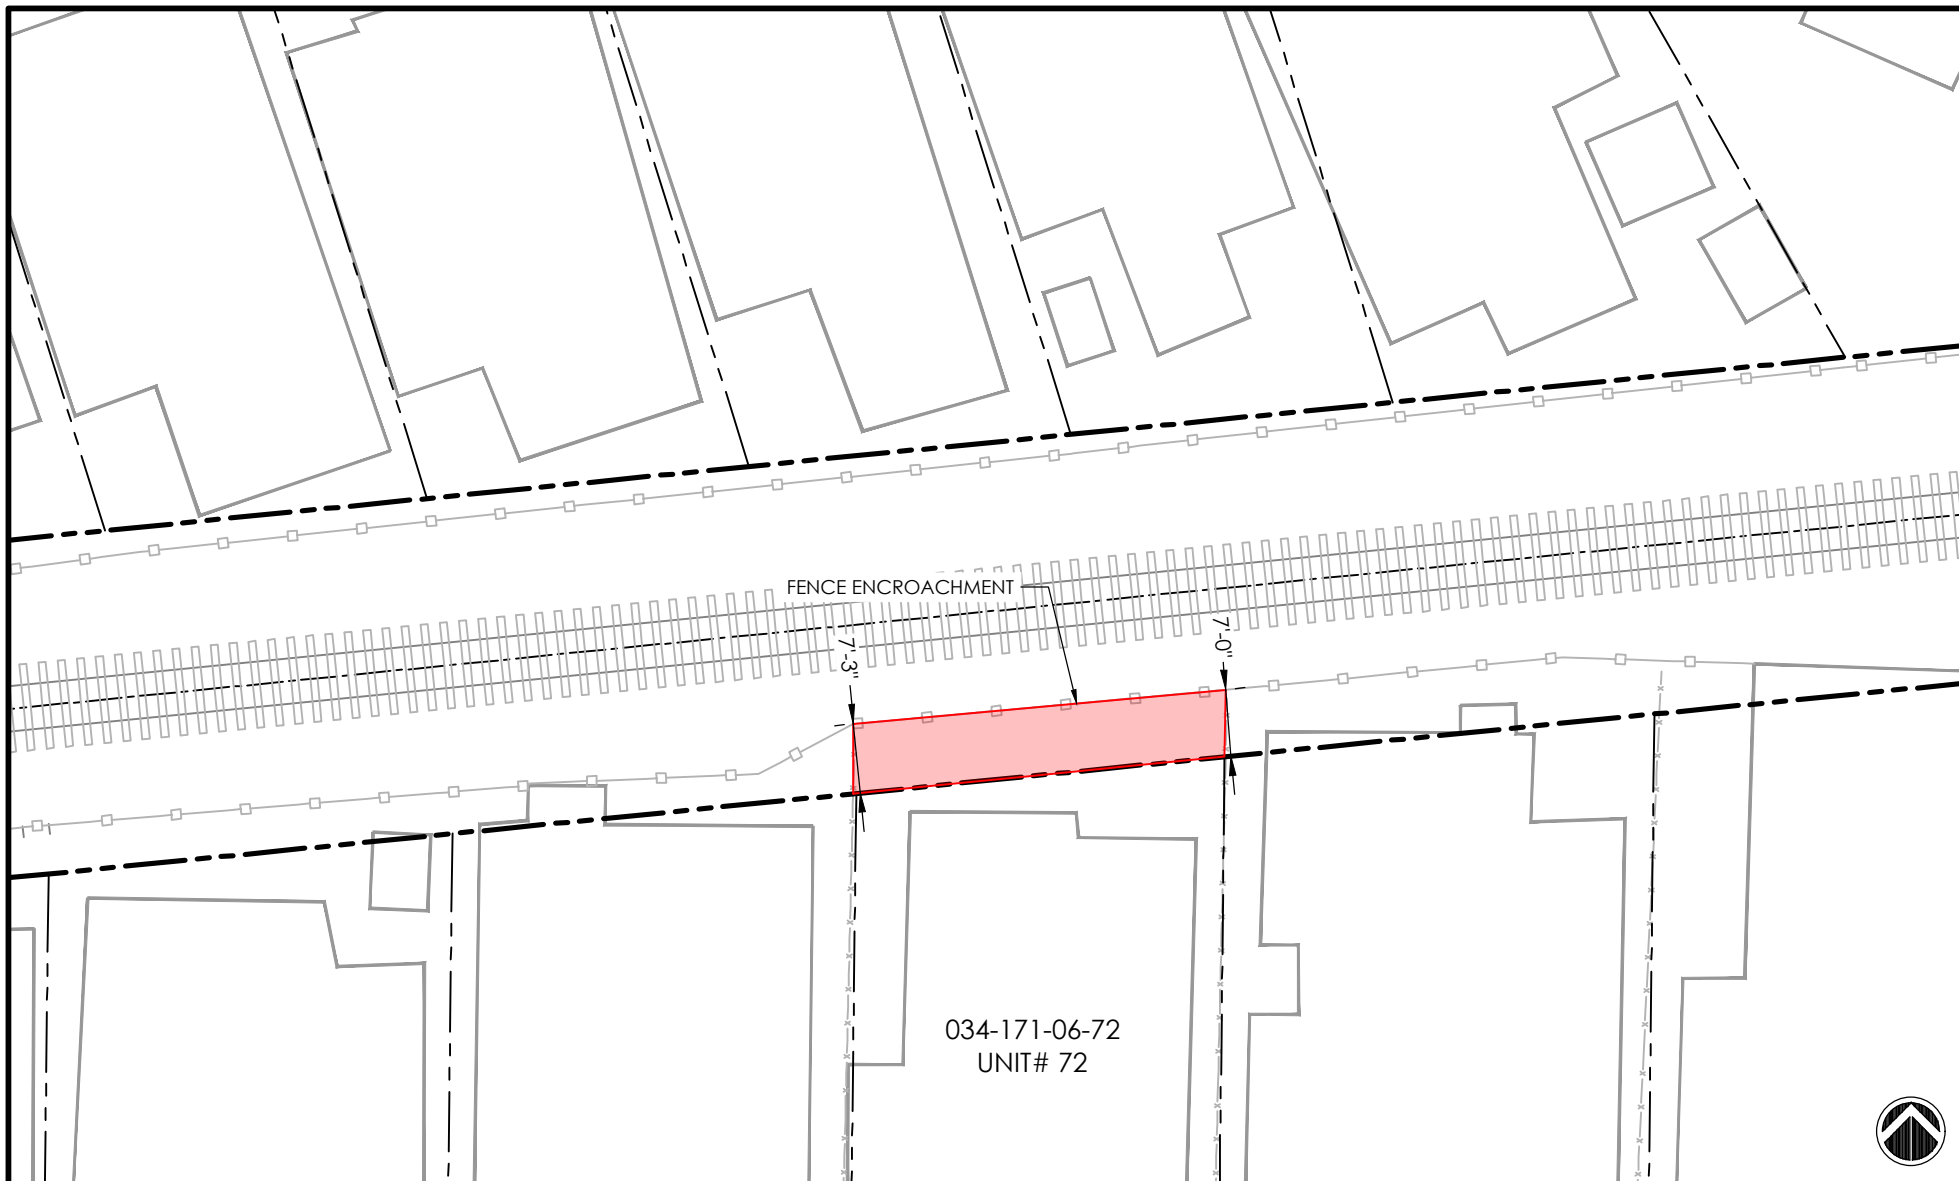 FENCE ENCROACHMENT
7'-3"
7'-0"
034-171-06-72
UNIT# 72